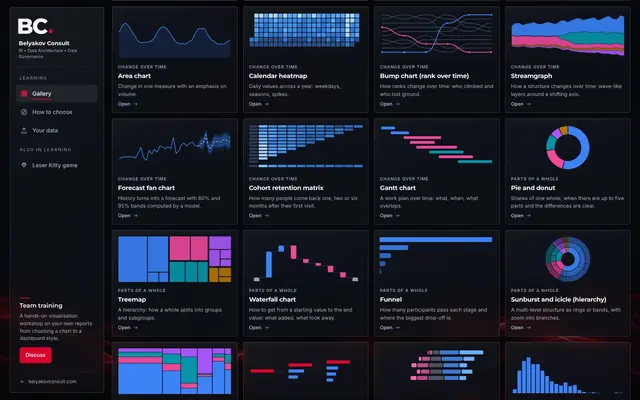 BC.
Belyakov Consult
BI • Data Architecture • Data
Governance
LEARNING
Gallery
How to choose
Your data
ALSO IN LEARNING
Laser Kitty game
Team training
A hands-on visualisation
workshop on your own reports:
from choosing a chart to a
dashboard style.
Discuss
← belyakovconsult.com
CHANGE OVER TIME
Area chart
Change in one measure with an emphasis on
volume.
Open →
CHANGE OVER TIME
Calendar heatmap
Daily values across a year: weekdays,
seasons, spikes.
Open →
CHANGE OVER TIME
Bump chart (rank over time)
How ranks change over time: who climbed and
who lost ground.
Open →
CHANGE OVER TIME
Streamgraph
How a structure changes over time: wave-like
layers around a shifting axis.
Open →
CHANGE OVER TIME
Forecast fan chart
History turns into a forecast with 80% and
95% bands computed by a model.
Open →
CHANGE OVER TIME
Cohort retention matrix
How many people come back one, two or six
months after their first visit.
Open →
CHANGE OVER TIME
Gantt chart
A work plan over time: what, when, what
overlaps.
Open →
PARTS OF A WHOLE
Pie and donut
Shares of one whole, when there are up to five
parts and the differences are clear.
Open →
PARTS OF A WHOLE
Treemap
A hierarchy: how a whole splits into groups
and subgroups.
Open →
PARTS OF A WHOLE
Waterfall chart
How to get from a starting value to the end
value: what added, what took away.
Open →
PARTS OF A WHOLE
Funnel
How many participants each stage and
where the biggest drop-off is.
Open →
PARTS OF A WHOLE
Sunburst and icicle (hierarchy)
A multi-level structure as rings or bands, with
zoom into branches.
Open →